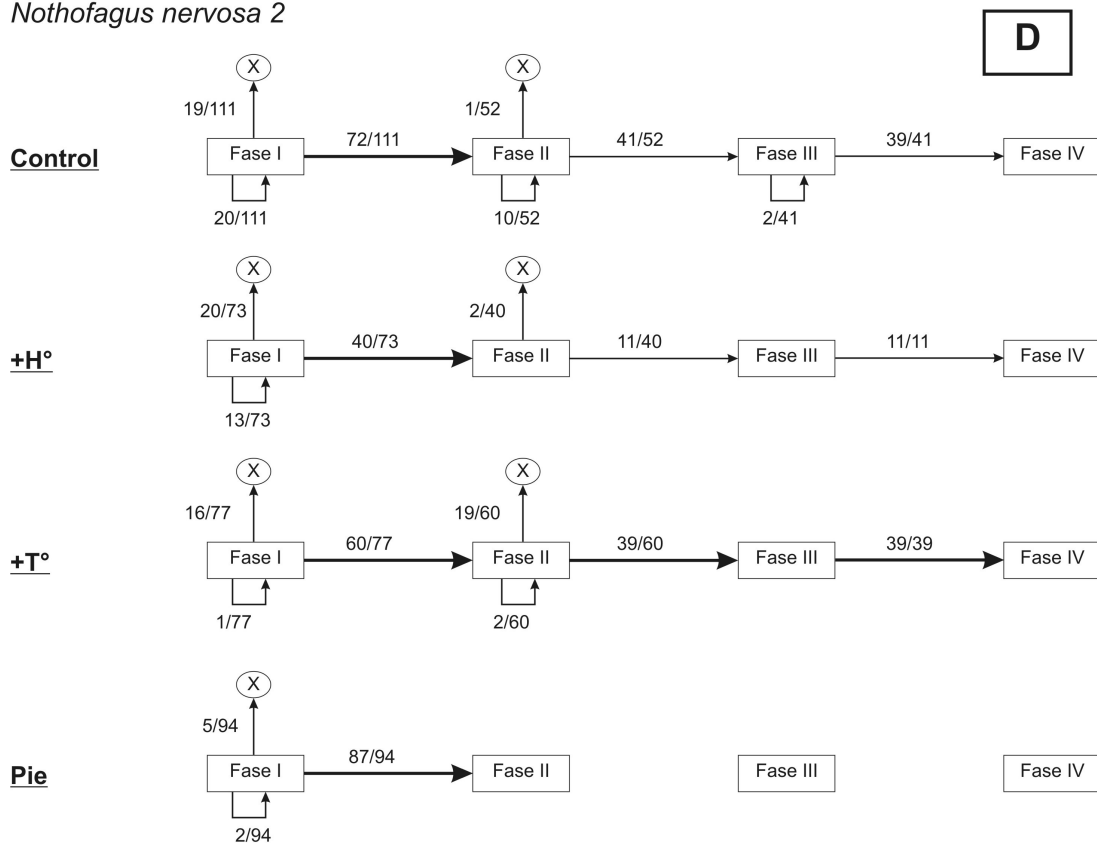 Nothofagus nervosa 2
D
X X
19/111 1/52
72/111 41/52 39/41
Control Fase I Fase II Fase III Fase IV
20/111 10/52 2/41
X X
20/73 2/40
40/73 11/40 11/11
+H° Fase I Fase II Fase III Fase IV
13/73
X X
16/77 19/60
60/77 39/60 39/39
+T° Fase I Fase II Fase III Fase IV
1/77 2/60
X
5/94
87/94
Pie Fase I Fase II Fase III Fase IV
2/94